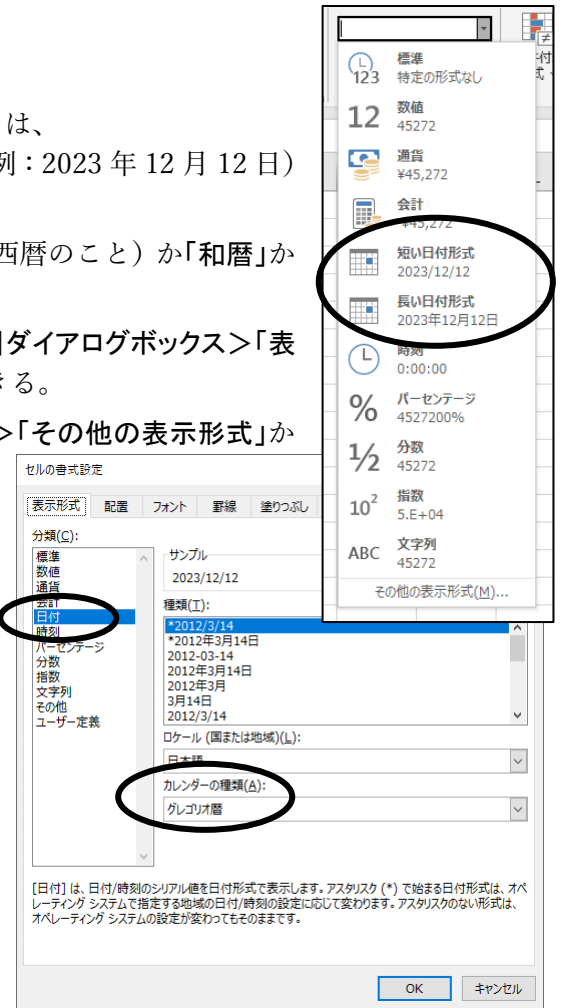 は、
例：2023 年 12 月 12 日）
西暦のこと）か「和暦」か
ダイアログボックス＞「表
きる。
＞「その他の表示形式」か
標準
123
特定の形式なし
12
数値
45272
通貨
¥45,272
会計
¥45,272
短い日付形式
2023/12/12
長い日付形式
2023年12月12日
時刻
0:00:00
%
パーセンテージ
4527200%
1/2
分数
45272
10²
指数
5.E+04
ABC
文字列
45272
その他の表示形式(M)...
付
式
セルの書式設定
表示形式 配置 フォント 罫線 塗りつぶし
分類(C):
標準
数値
通貨
会計
日付
時刻
パーセンテージ
分数
指数
文字列
その他
ユーザー定義
サンプル
2023/12/12
種類(T):
*2012/3/14
*2012年3月14日
2012-03-14
2012年3月14日
2012年3月
3月14日
2012/3/14
ロケール (国または地域)(L):
日本語
カレンダーの種類(A):
グレゴリオ暦
[日付] は、日付/時刻のシリアル値を日付形式で表示します。アスタリスク (*) で始まる日付形式は、オペ
レーティング システムで指定する地域の日付/時刻の設定に応じて変わります。アスタリスクのない形式は、
オペレーティング システムの設定が変わってもそのままです。
OK キャンセル